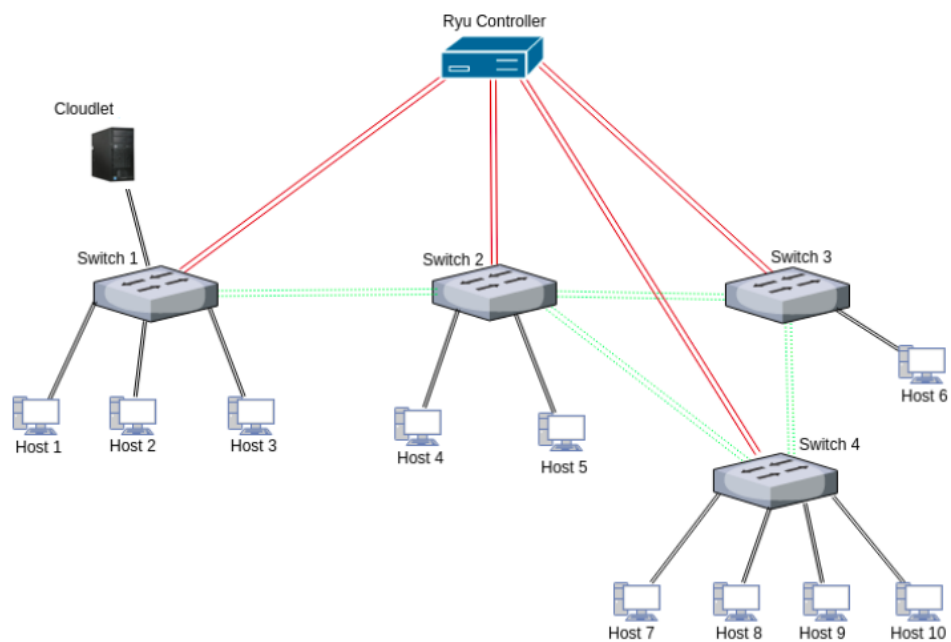 Ryu Controller
Cloudlet
Switch 1
Switch 2
Switch 3
Host 6
Host 1
Host 2
Host 3
Host 4
Host 5
Switch 4
Host 7
Host 8
Host 9
Host 10